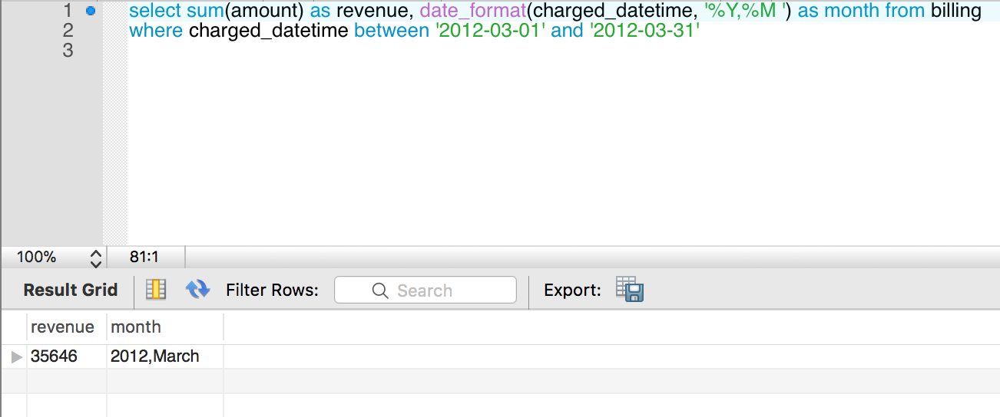 1 select sum(amount) as revenue, date_format(charged_datetime, '%Y,%M ') as month from billing
2 where charged_datetime between '2012-03-01' and '2012-03-31'
3
100% 81:1
Result Grid Filter Rows: Search Export:
revenue month
35646 2012,March